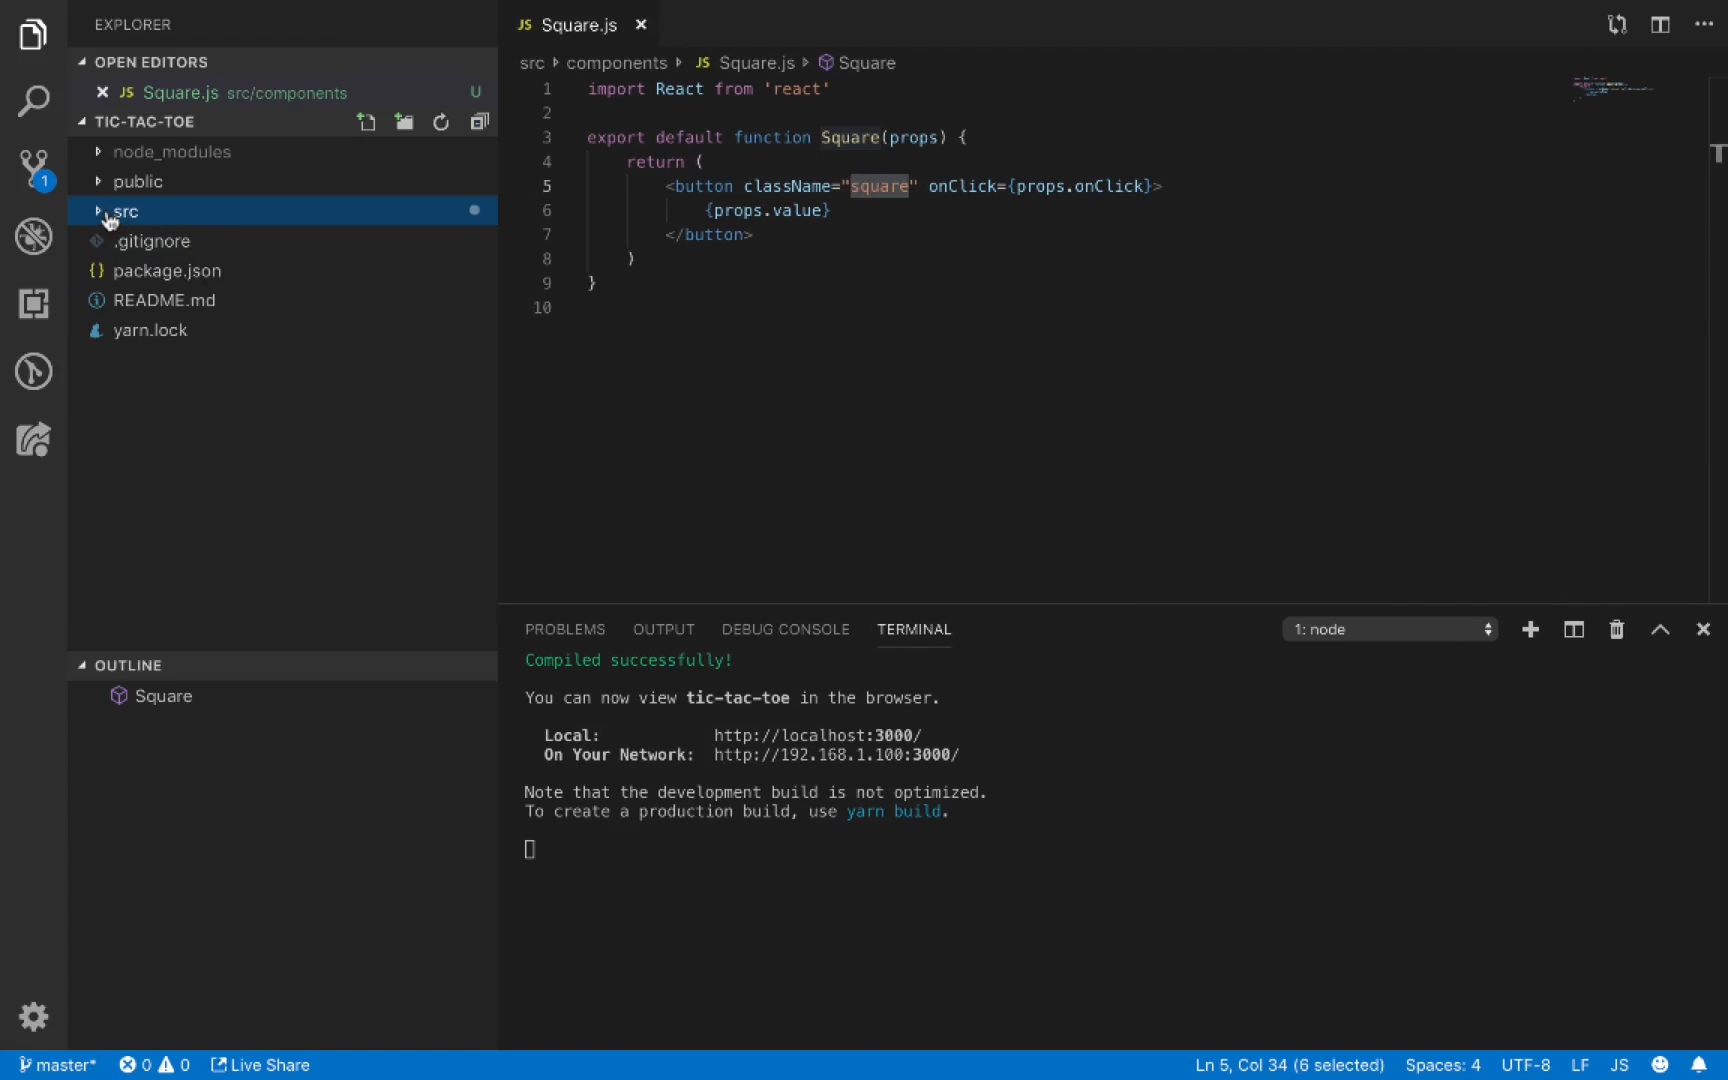 EXPLORER
OPEN EDITORS
JS Square.js src/components U
TIC-TAC-TOE
node_modules
public
src
.gitignore
{} package.json
README.md
yarn.lock
OUTLINE
Square
1
JS Square.js
src components JS Square.js Square
1 import React from 'react'
2
3 export default function Square(props) {
4 return (
5 <button className="square" onClick={props.onClick}>
6 {props.value}
7 </button>
8 )
9 }
10
PROBLEMS OUTPUT DEBUG CONSOLE TERMINAL 1: node
Compiled successfully!
You can now view tic-tac-toe in the browser.
Local: http://localhost:3000/
On Your Network: http://192.168.1.100:3000/
Note that the development build is not optimized.
To create a production build, use yarn build.
master* 0 0 Live Share Ln 5, Col 34 (6 selected) Spaces: 4 UTF-8 LF JS